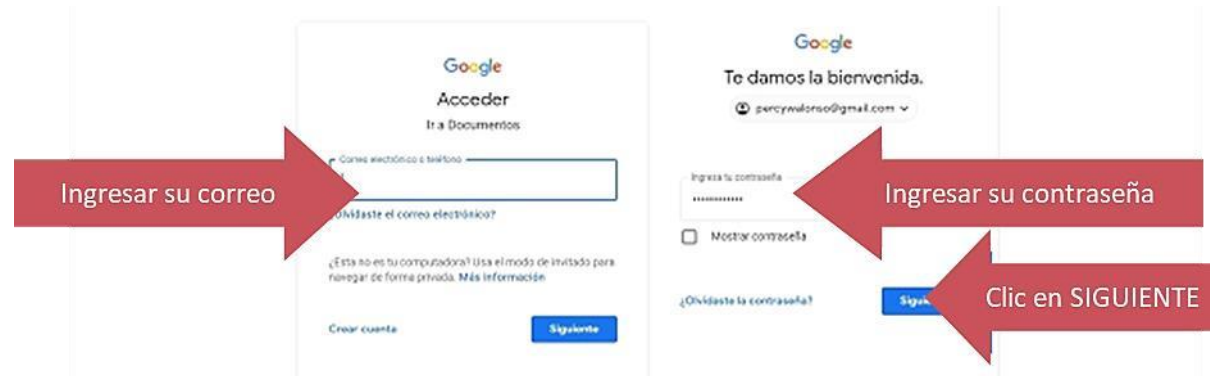 Google
Acceder
Ir a Documentos
Correo electrónico o teléfono
Ingresar su correo
¿Olvidaste el correo electrónico?
¿Esta no es tu computadora? Usa el modo de invitado para
navegar de forma privada. Más información
Crear cuenta
Siguiente
Google
Te damos la bienvenida.
percywalonso@gmail.com
Ingresa tu contraseña
••••••••••••
Ingresar su contraseña
Mostrar contraseña
¿Olvidaste la contraseña?
Clic en SIGUIENTE